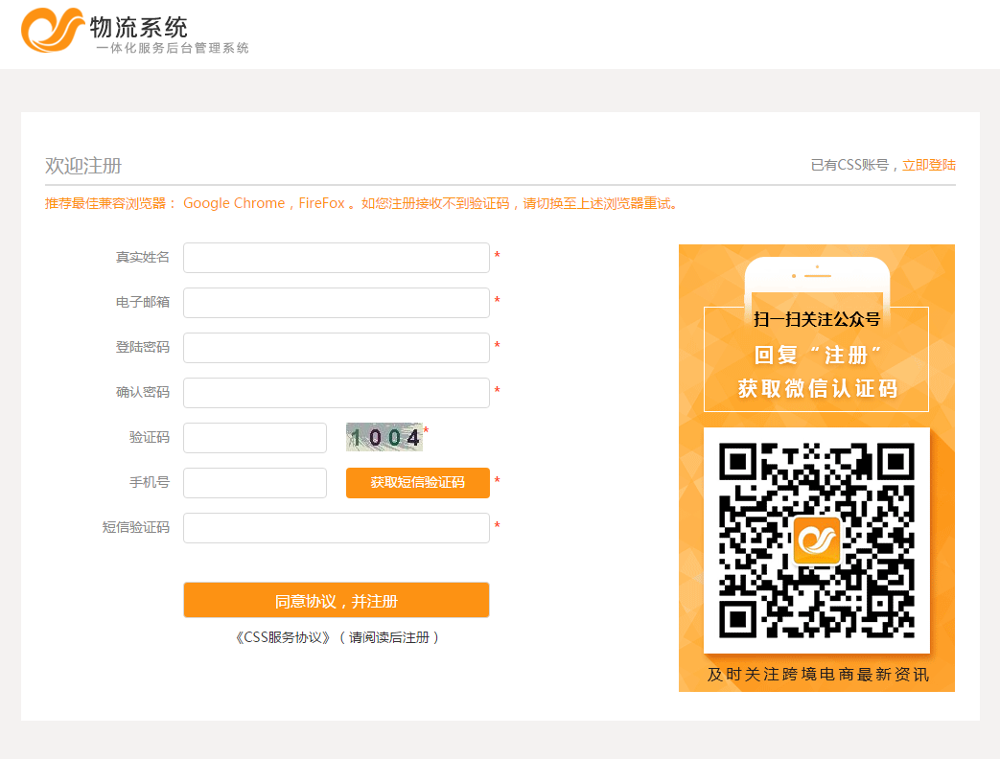 物流系统
一体化服务后台管理系统
欢迎注册
已有CSS账号，立即登陆
推荐最佳兼容浏览器： Google Chrome，FireFox 。如您注册接收不到验证码，请切换至上述浏览器重试。
真实姓名 *
电子邮箱 *
登陆密码 *
确认密码 *
验证码 1004 *
手机号 获取短信验证码 *
短信验证码 *
同意协议，并注册
《CSS服务协议》（请阅读后注册）
扫一扫关注公众号
回复“注册”
获取微信认证码
及时关注跨境电商最新资讯